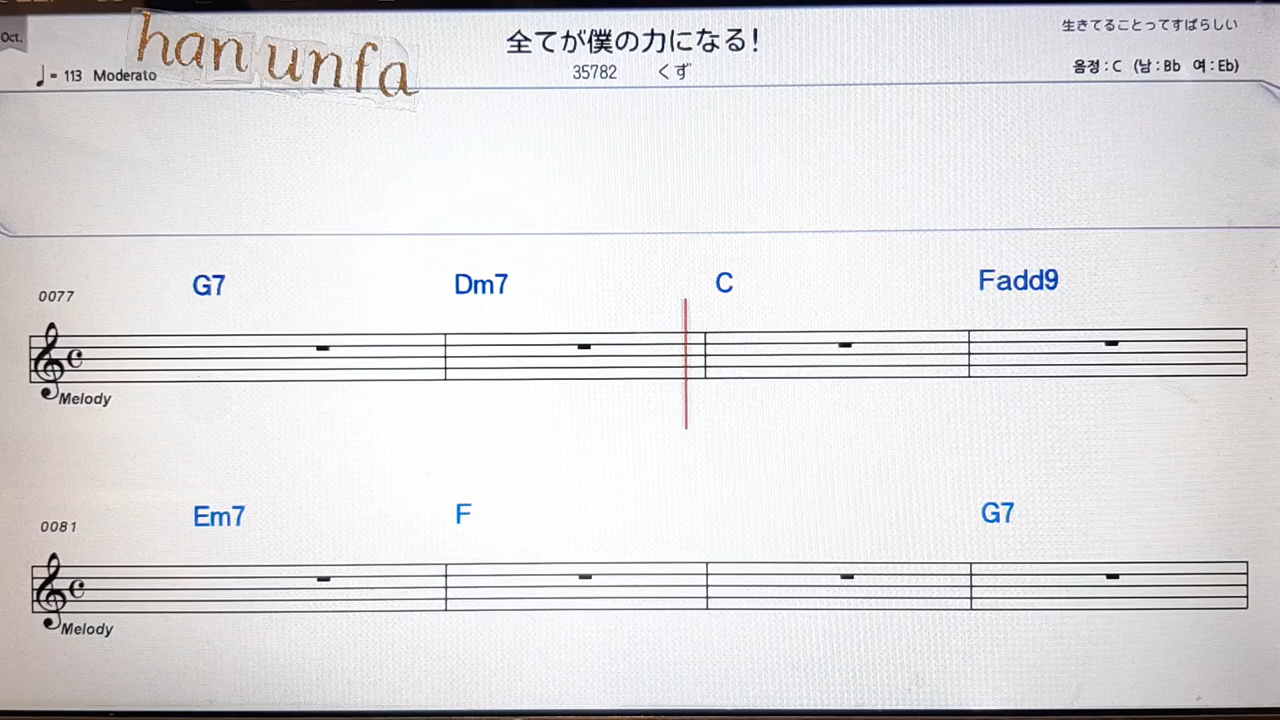 Oct.
han unfa
全てが僕の力になる!
生きてることってすばらしい
♩= 113 Moderato
35782 くず
음정 : C (남 : Bb 여 : Eb)
G7 Dm7 C Fadd9
0077
Melody
Em7 F G7
0081
Melody